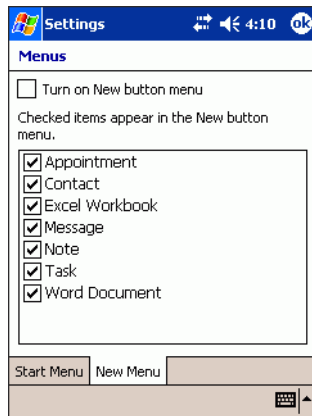 Settings 4:10 ok
Menus
Turn on New button menu
Checked items appear in the New button
menu.
Appointment
Contact
Excel Workbook
Message
Note
Task
Word Document
Start Menu New Menu